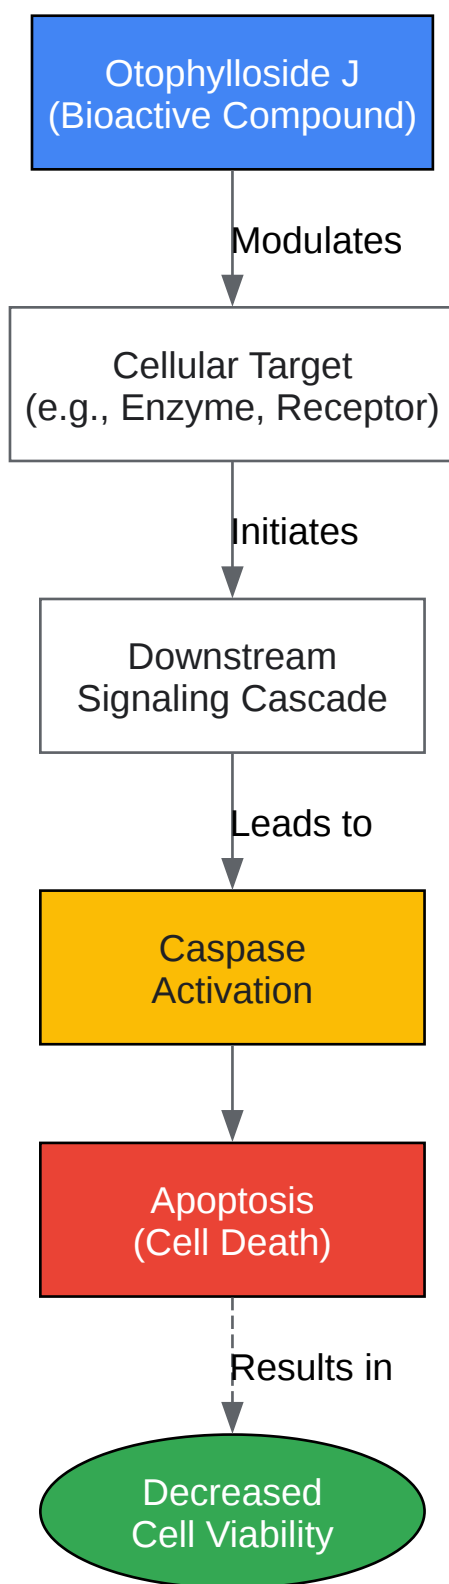 Otophylloside J
(Bioactive Compound)
Modulates
Cellular Target
(e.g., Enzyme, Receptor)
Initiates
Downstream
Signaling Cascade
Leads to
Caspase
Activation
Apoptosis
(Cell Death)
Results in
Decreased
Cell Viability